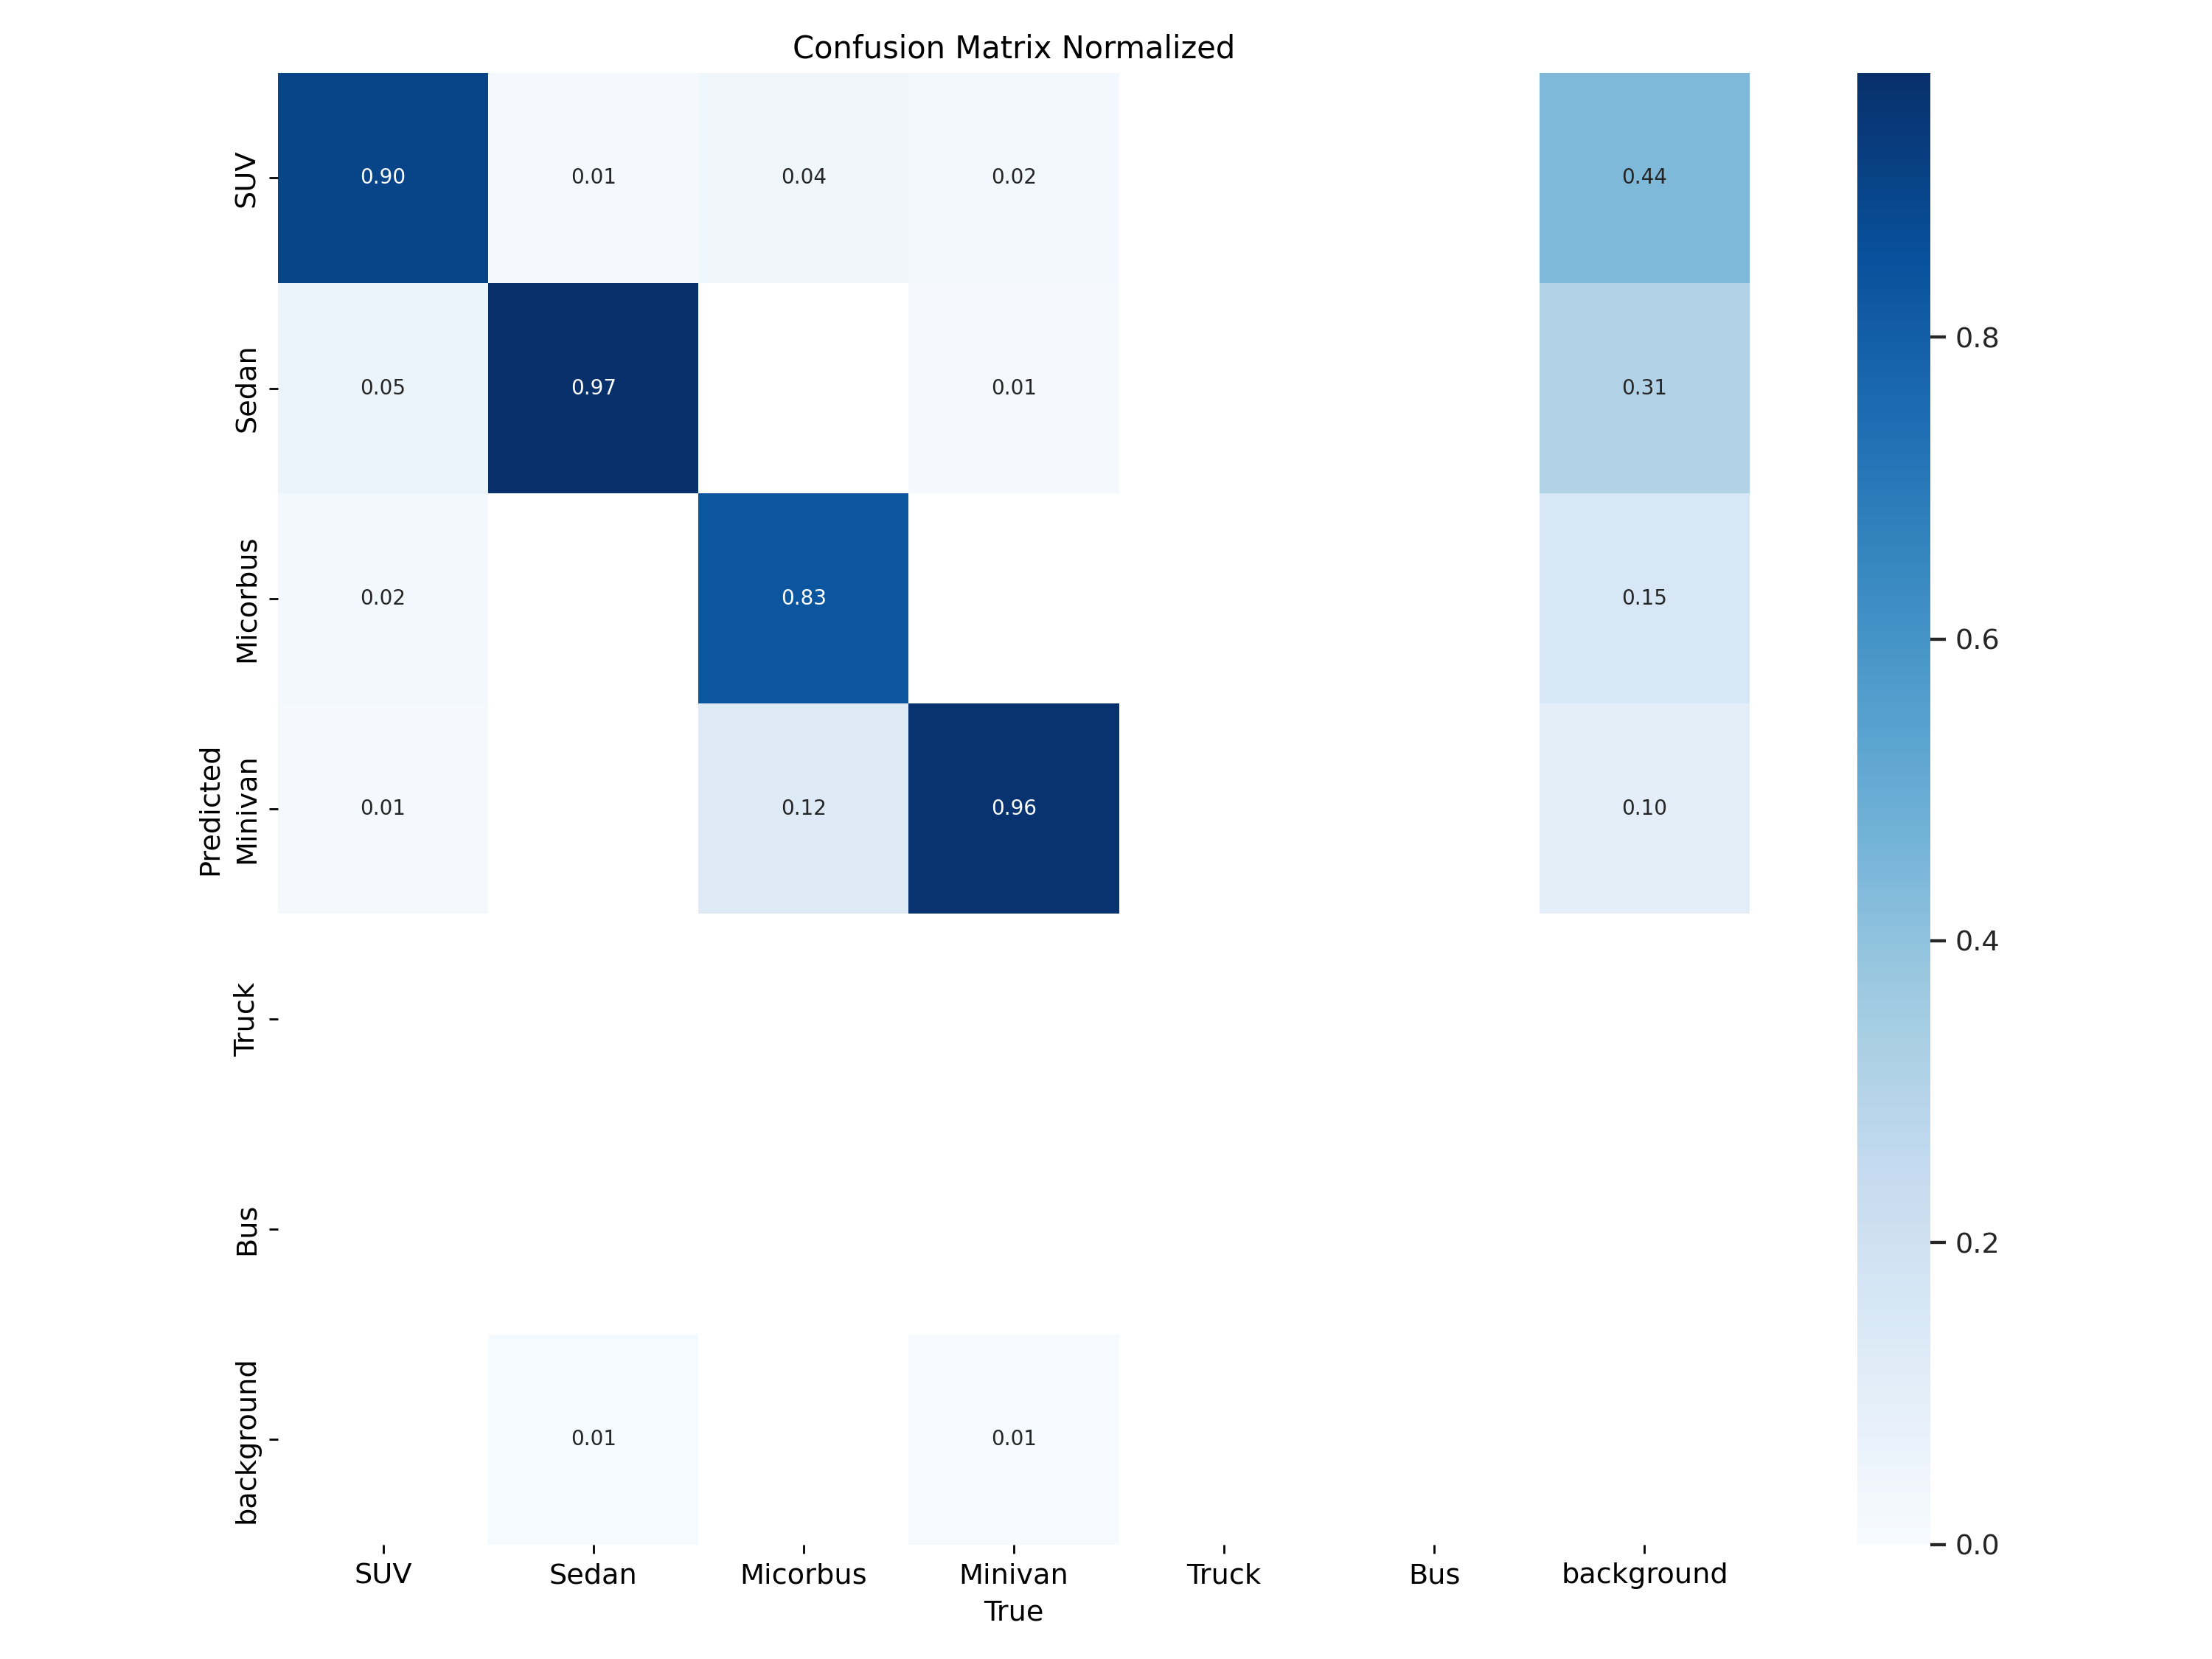 Confusion Matrix Normalized
SUV 0.90 0.01 0.04 0.02 0.44
Sedan 0.05 0.97 0.01 0.31
Micorbus 0.02 0.83 0.15
Minivan 0.01 0.12 0.96 0.10
Truck
Bus
background 0.01 0.01
Predicted
SUV Sedan Micorbus Minivan Truck Bus background
True
0.8
0.6
0.4
0.2
0.0